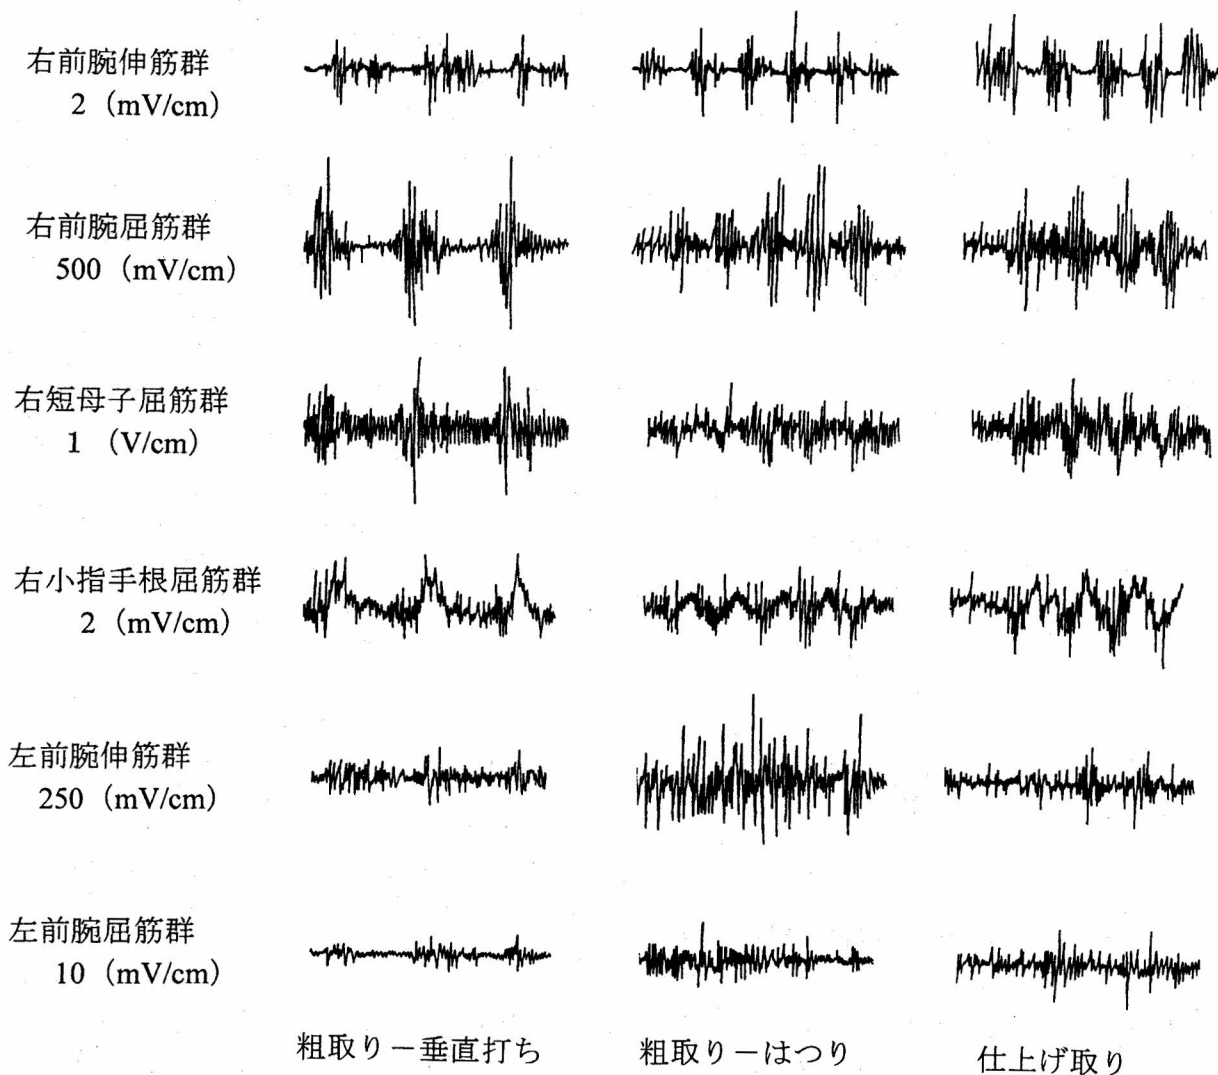 右前腕伸筋群
2 (mV/cm)
右前腕屈筋群
500 (mV/cm)
右短母子屈筋群
1 (V/cm)
右小指手根屈筋群
2 (mV/cm)
左前腕伸筋群
250 (mV/cm)
左前腕屈筋群
10 (mV/cm)
粗取り－垂直打ち
粗取り－はつり
仕上げ取り